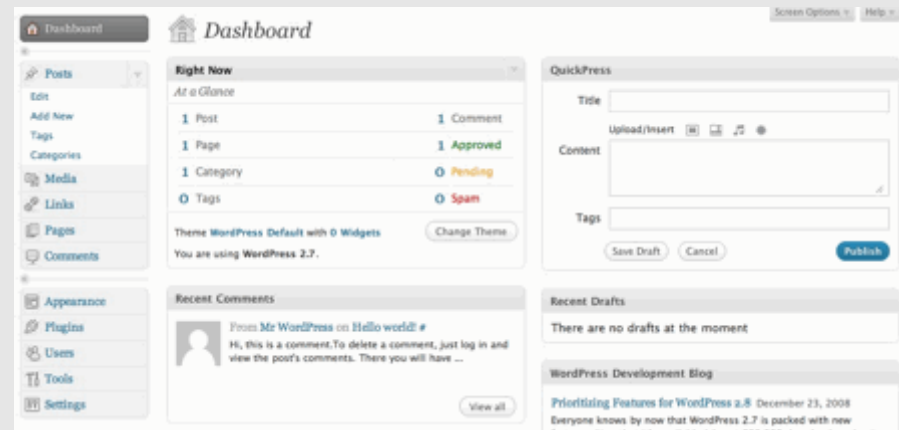 Screen Options
Help
Dashboard
Dashboard
Posts
Edit
Add New
Tags
Categories
Media
Links
Pages
Comments
Appearance
Plugins
Users
Tools
Settings
Right Now
At a Glance
1 Post
1 Comment
1 Page
1 Approved
1 Category
0 Pending
0 Tags
0 Spam
Theme WordPress Default with 0 Widgets
Change Theme
You are using WordPress 2.7.
Recent Comments
From Mr WordPress on Hello world! #
Hi, this is a comment.To delete a comment, just log in and
view the post's comments. There you will have ...
View all
QuickPress
Title
Upload/Insert
Content
Tags
Save Draft
Cancel
Publish
Recent Drafts
There are no drafts at the moment
WordPress Development Blog
Prioritizing Features for WordPress 2.8 December 23, 2008
Everyone knows by now that WordPress 2.7 is packed with new